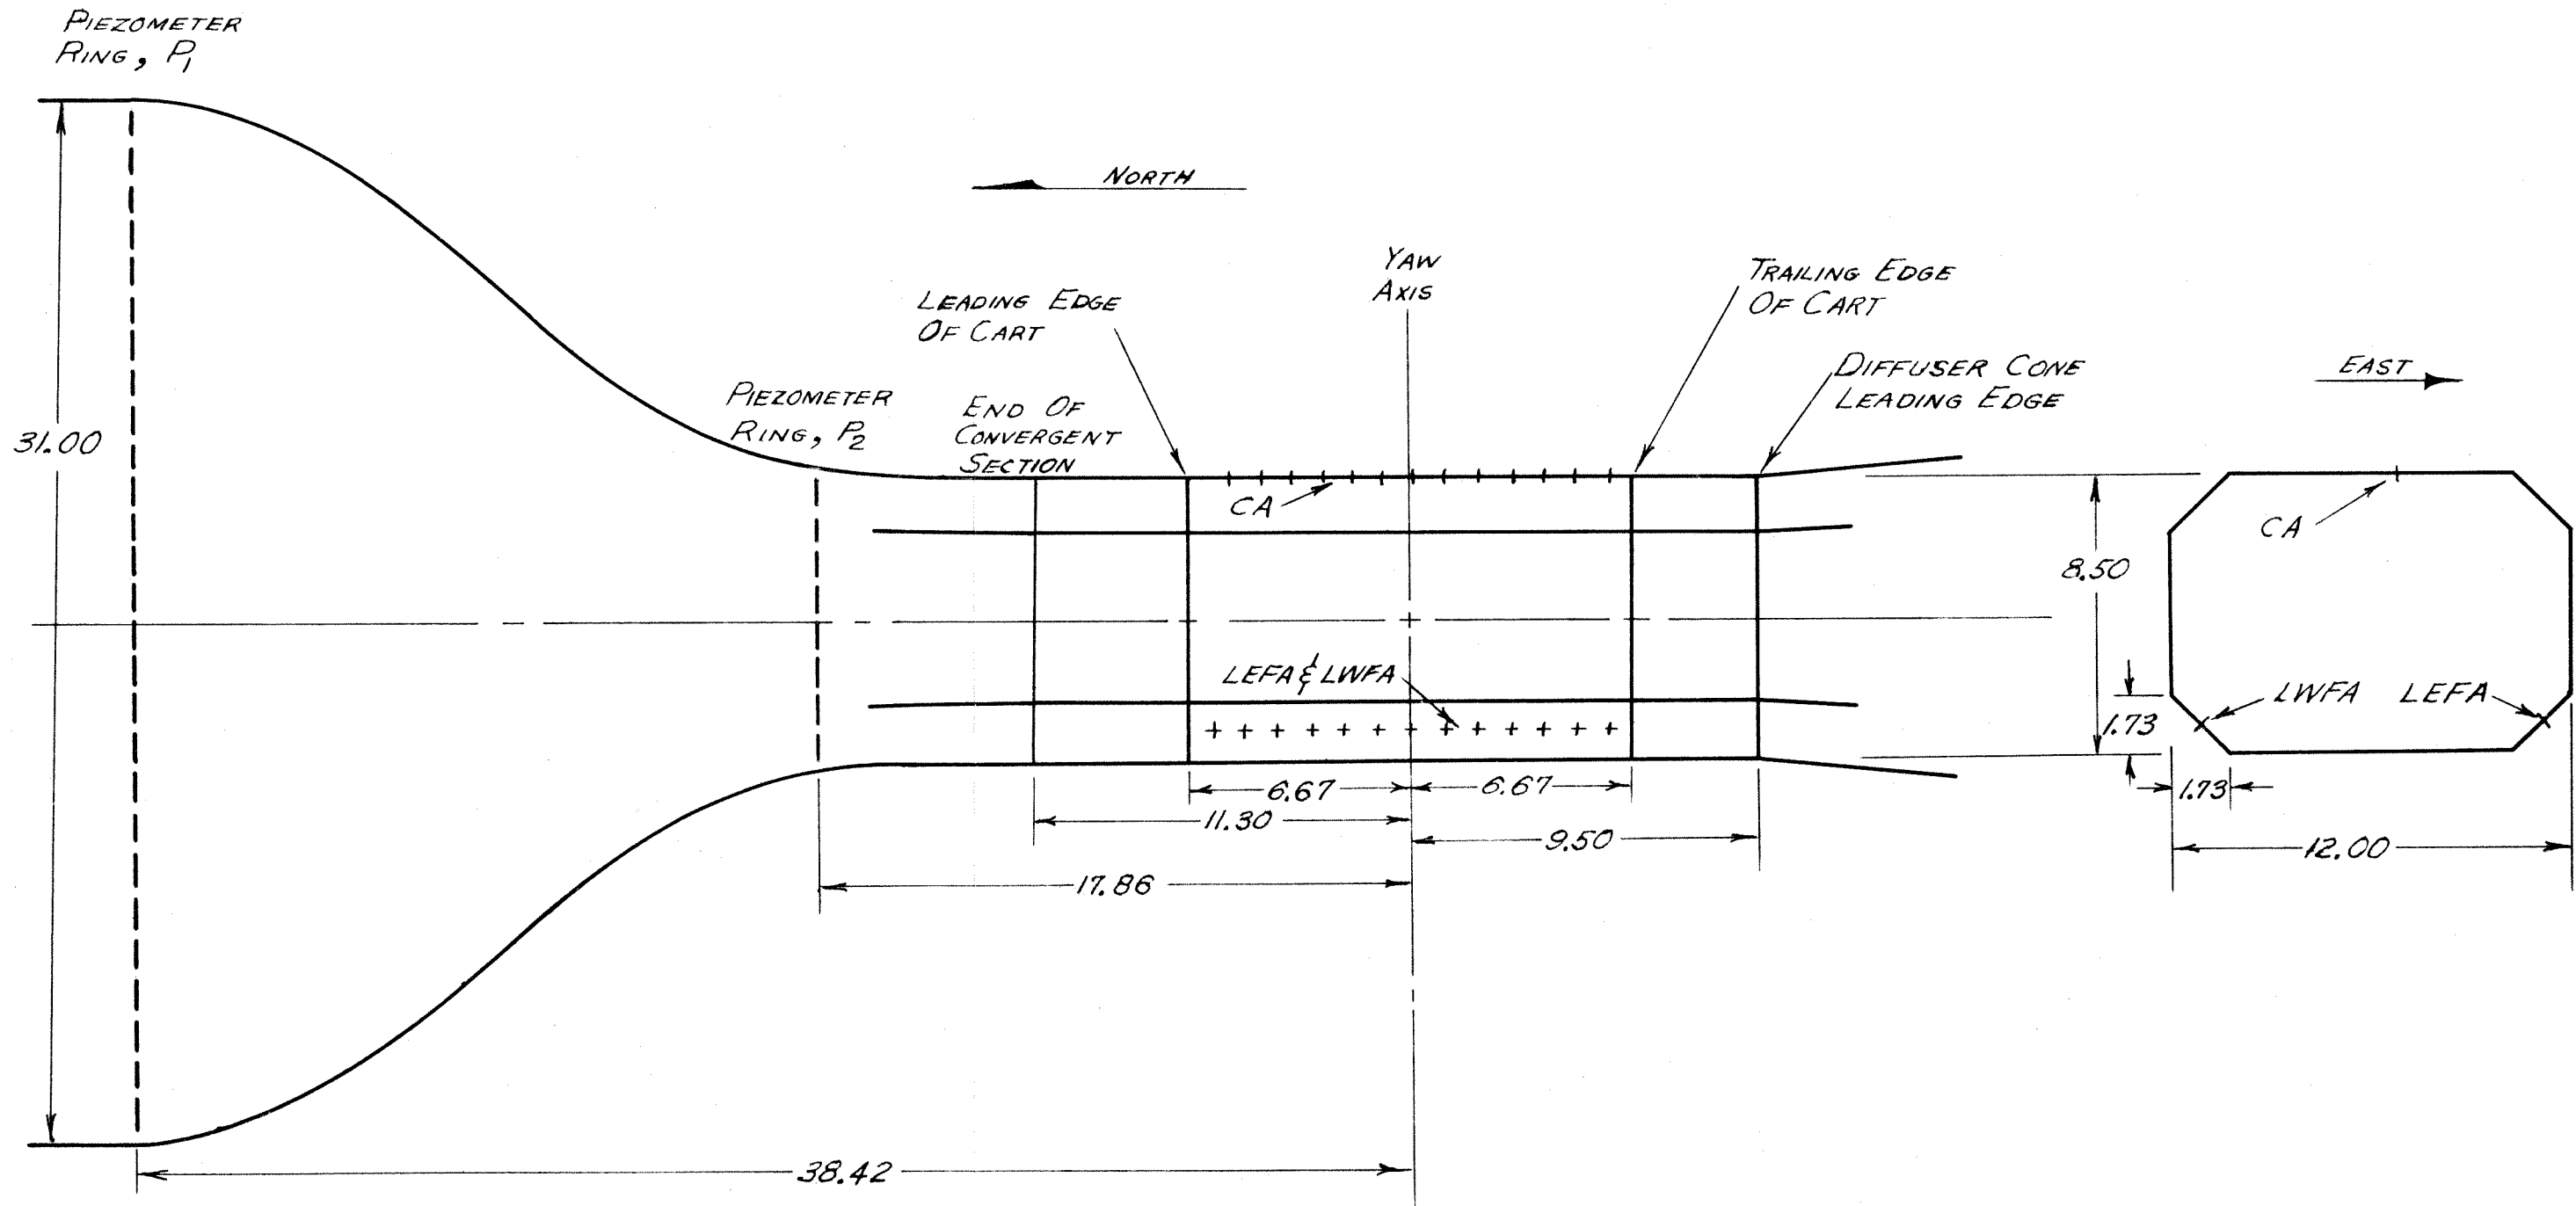 PIEZOMETER
RING, P1
NORTH
YAW
AXIS
LEADING EDGE
OF CART
TRAILING EDGE
OF CART
DIFFUSER CONE
LEADING EDGE
EAST
PIEZOMETER
RING, P2
END OF
CONVERGENT
SECTION
31.00
CA
CA
8.50
LEFA & LWFA
LWFA
LEFA
1.73
1.73
6.67
6.67
11.30
9.50
12.00
17.86
38.42